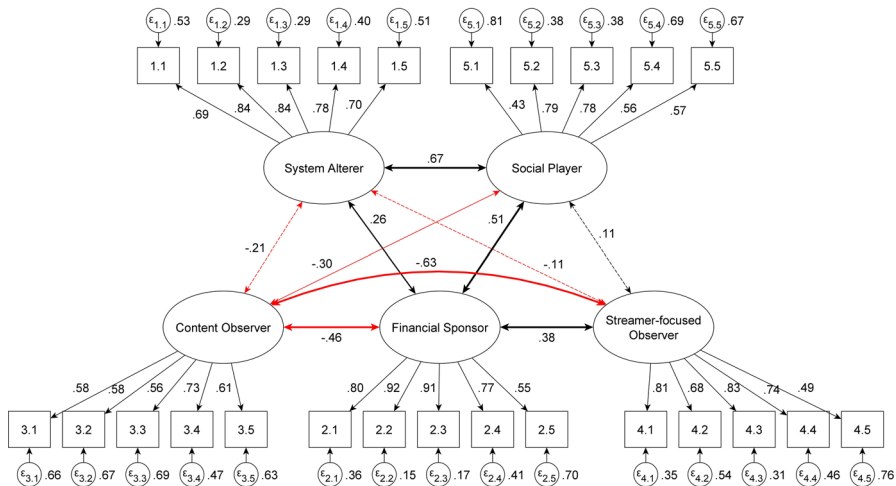 ε1.1 .53 ε1.2 .29 ε1.3 .29 ε1.4 .40 ε1.5 .51 ε5.1 .81 ε5.2 .38 ε5.3 .38 ε5.4 .69 ε5.5 .67
1.1 1.2 1.3 1.4 1.5 5.1 5.2 5.3 5.4 5.5
.69 .84 .84 .78 .70 .43 .79 .78 .56 .57
System Alterer .67 Social Player
-.21 -.30 .26 -.63 .51 -.11 .11
Content Observer -.46 Financial Sponsor .38 Streamer-focused
Observer
.58 .58 .56 .73 .61 .80 .92 .91 .77 .55 .81 .68 .83 .74 .49
3.1 3.2 3.3 3.4 3.5 2.1 2.2 2.3 2.4 2.5 4.1 4.2 4.3 4.4 4.5
ε3.1 .66 ε3.2 .67 ε3.3 .69 ε3.4 .47 ε3.5 .63 ε2.1 .36 ε2.2 .15 ε2.3 .17 ε2.4 .41 ε2.5 .70 ε4.1 .35 ε4.2 .54 ε4.3 .31 ε4.4 .46 ε4.5 .76